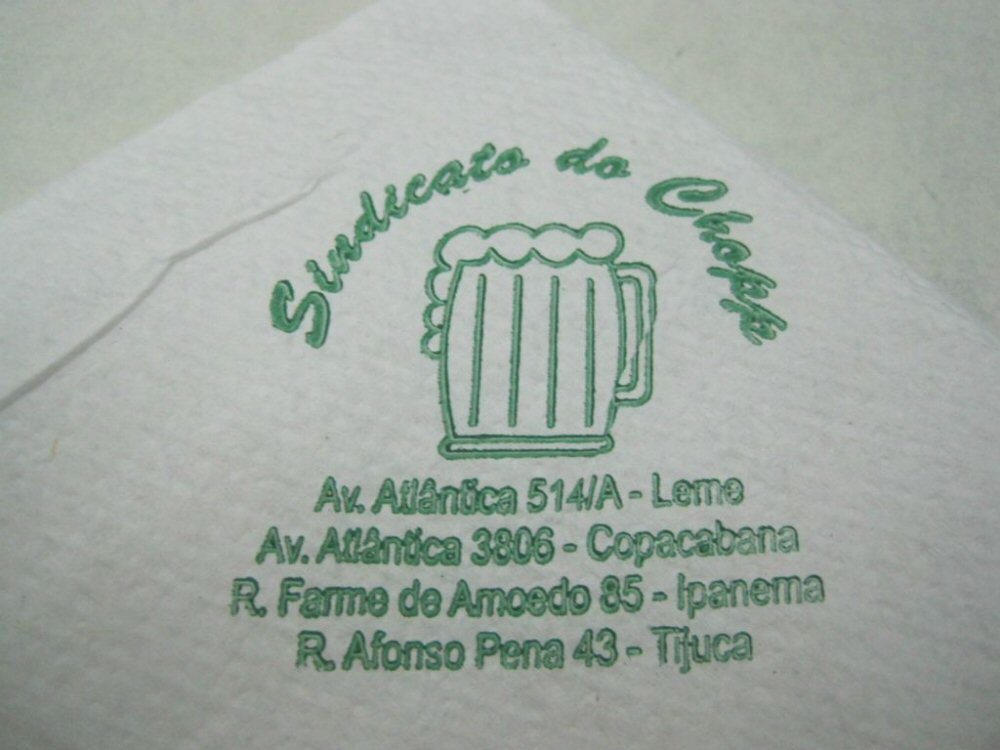 Sindicato do Chopp
Av. Atlântica 514/A - Leme
Av. Atlântica 3806 - Copacabana
R. Farme de Amoedo 85 - Ipanema
R. Afonso Pena 43 - Tijuca